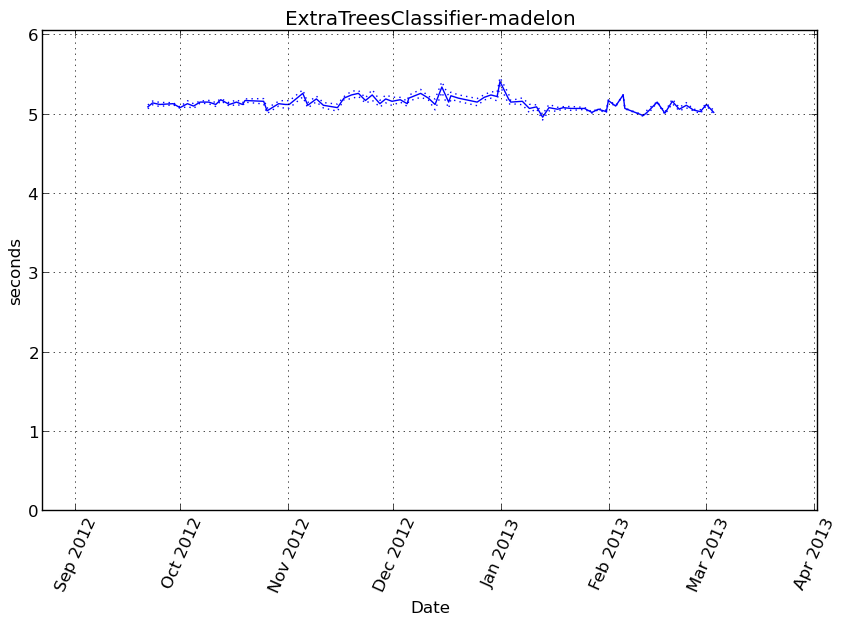 ExtraTreesClassifier-madelon
6
5
4
3
2
1
0
seconds
Sep 2012
Oct 2012
Nov 2012
Dec 2012
Jan 2013
Feb 2013
Mar 2013
Apr 2013
Date